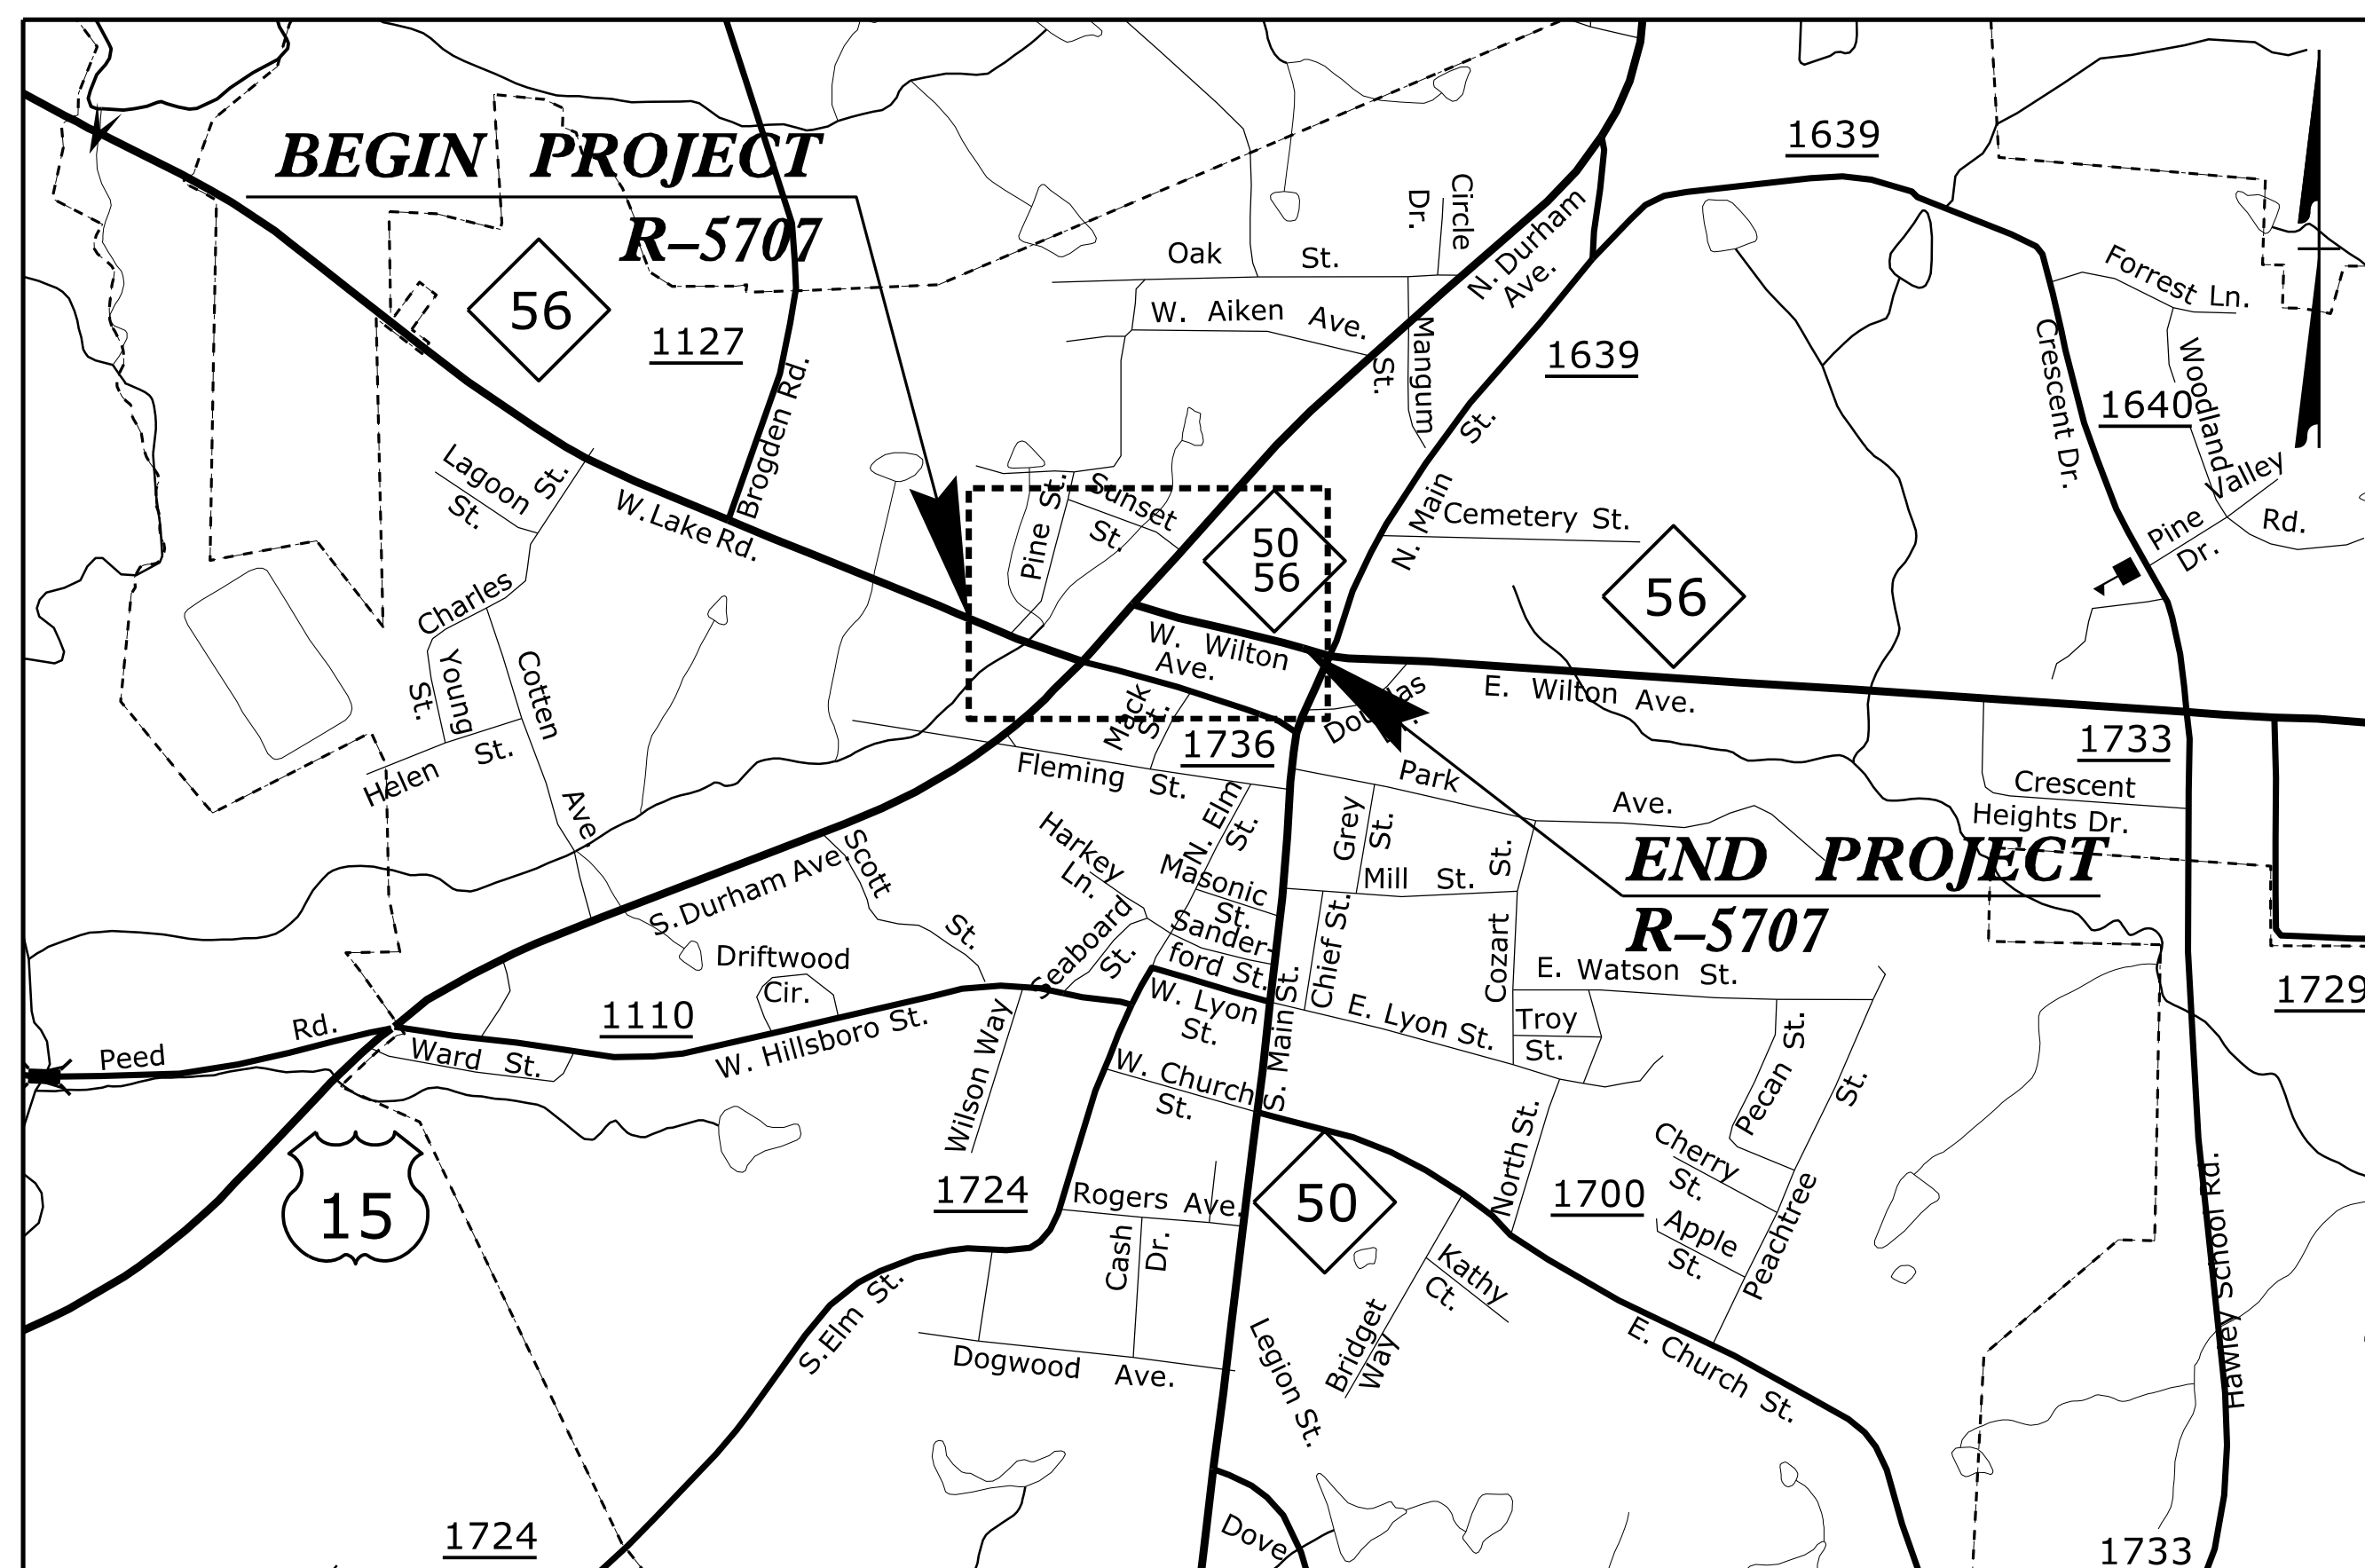 BEGIN PROJECT
R–5707
56
1127
Brogden Rd.
Lagoon
St.
St.
W. Lake Rd.
Charles
Young
St.
Cotten
Ave.
Helen St.
Oak St.
Circle
Dr.
W. Aiken Ave.
Mangum
St.
N. Durham
Ave.
1639
1639
Forrest Ln.
Crescent Dr.
1640
Woodland
Valley
Rd.
Pine
Dr.
Pine St.
Sunset
St.
50
56
N. Main
St.
Cemetery St.
56
W. Wilton
Ave.
E. Wilton Ave.
Mack
St.
1736
Fleming St.
Park
Ave.
1733
Crescent
Heights Dr.
END PROJECT
R–5707
S. Durham Ave.
Scott
St.
Harkey
Ln.
N. Elm
St.
Masonic
St.
Sander-
ford St.
Seaboard
St.
Grey
St.
Mill St.
Chief St.
Cozart
St.
E. Watson St.
Troy
St.
1729
Driftwood
Cir.
1110
W. Hillsboro St.
Peed
Rd.
Ward St.
Wilson Way
W. Lyon
St.
E. Lyon St.
W. Church
St.
S. Main St.
Pecan St.
St.
Peachtree
Cherry
St.
Apple
St.
North St.
1700
15
1724
Rogers Ave.
Cash
Dr.
50
Kathy
Ct.
Bridget
Way
Legion St.
S. Elm St.
Dogwood Ave.
E. Church St.
Hawley School Rd.
1724
Dove
1733